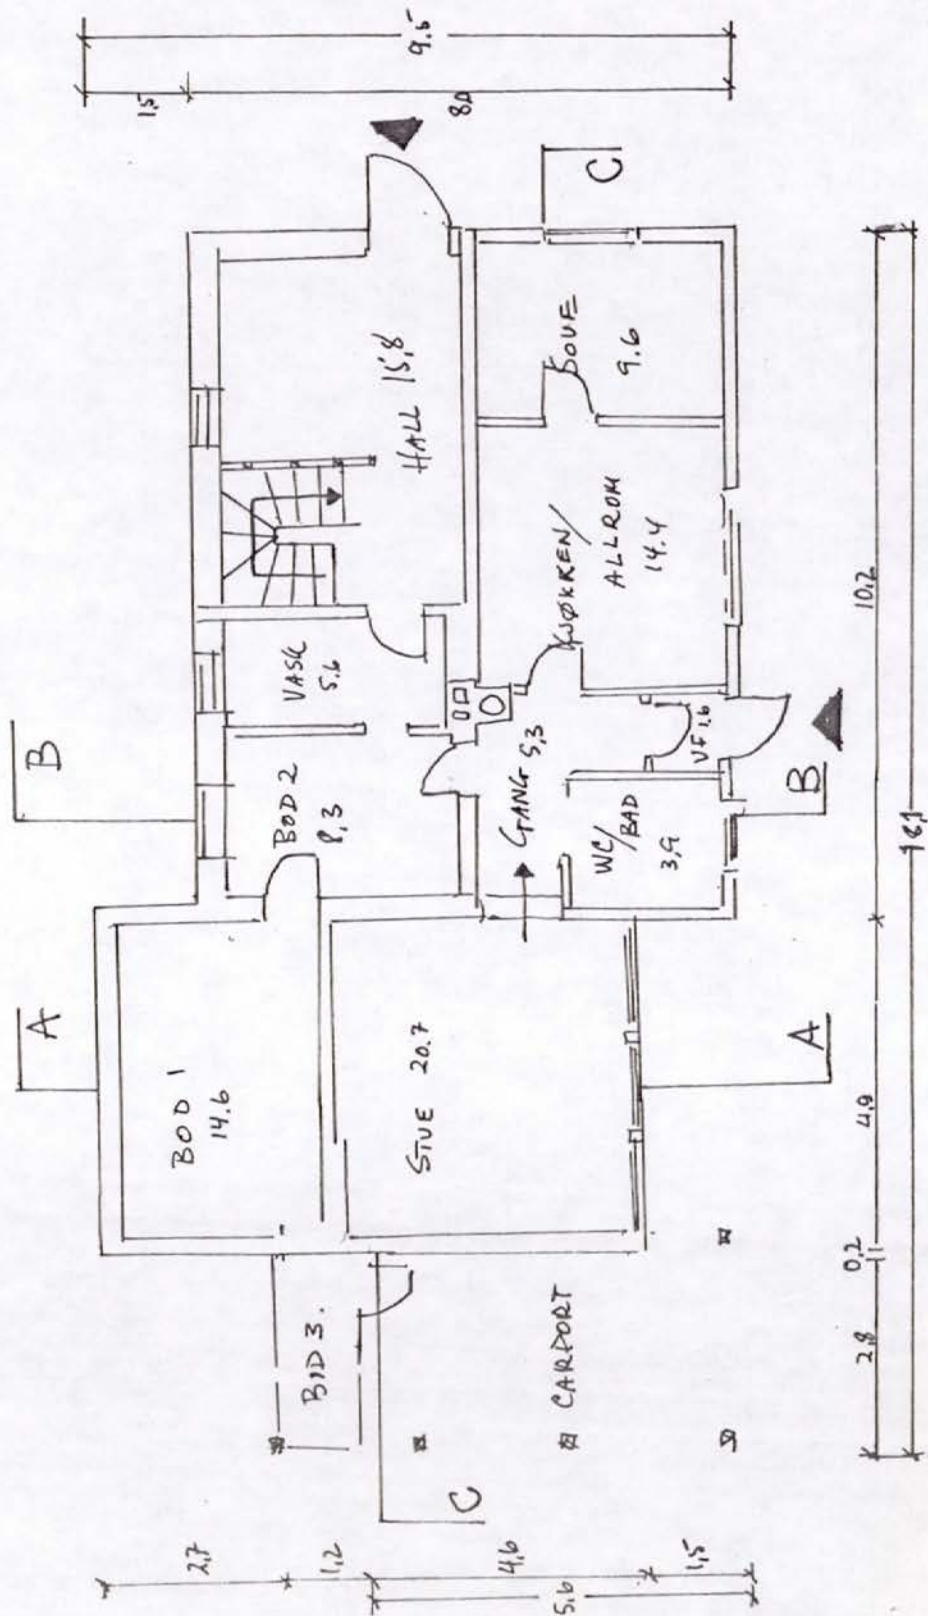 B
A
BOD 1
14.6
BOD 2
8,3
VASK
5.6
HALL 15,8
STUE 20.7
GANG 5,3
KJØKKEN/
ALLROM
14.4
SOVE
9.6
WC/
BAD
3,9
VF 1,6
BOD 3.
CARPORT
C
C
A
B
1,5
8,0
9.5
2,7
1,2
4,6
5,6
1,5
2,8
0,2
4,9
10,2
18,1